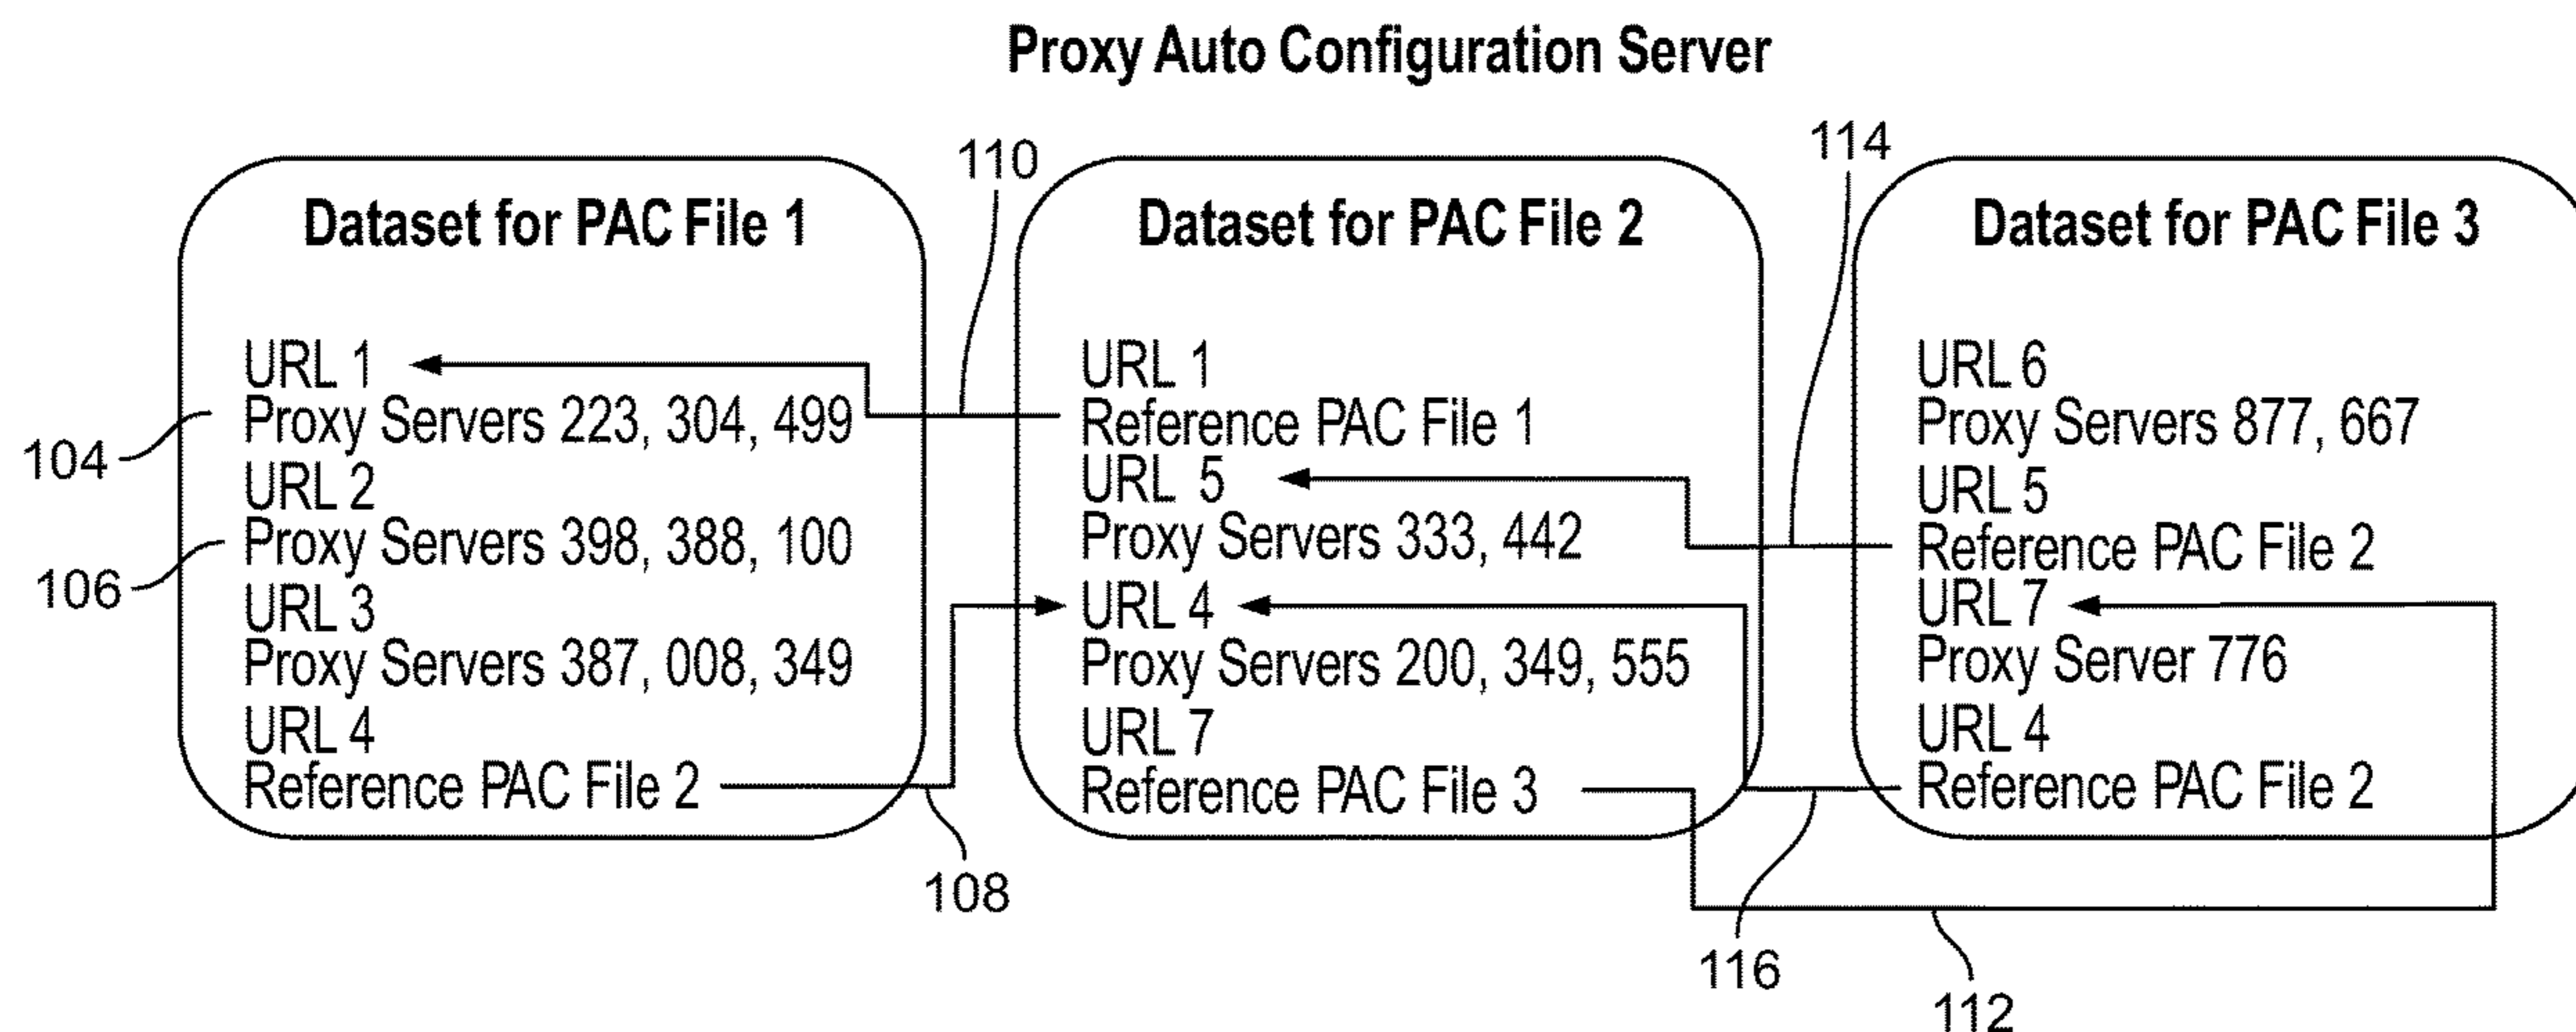 Proxy Auto Configuration Server
110
114
Dataset for PAC File 1
URL 1
Proxy Servers 223, 304, 499
URL 2
Proxy Servers 398, 388, 100
URL 3
Proxy Servers 387, 008, 349
URL 4
Reference PAC File 2
104
106
108
Dataset for PAC File 2
URL 1
Reference PAC File 1
URL 5
Proxy Servers 333, 442
URL 4
Proxy Servers 200, 349, 555
URL 7
Reference PAC File 3
Dataset for PAC File 3
URL 6
Proxy Servers 877, 667
URL 5
Reference PAC File 2
URL 7
Proxy Server 776
URL 4
Reference PAC File 2
116
112